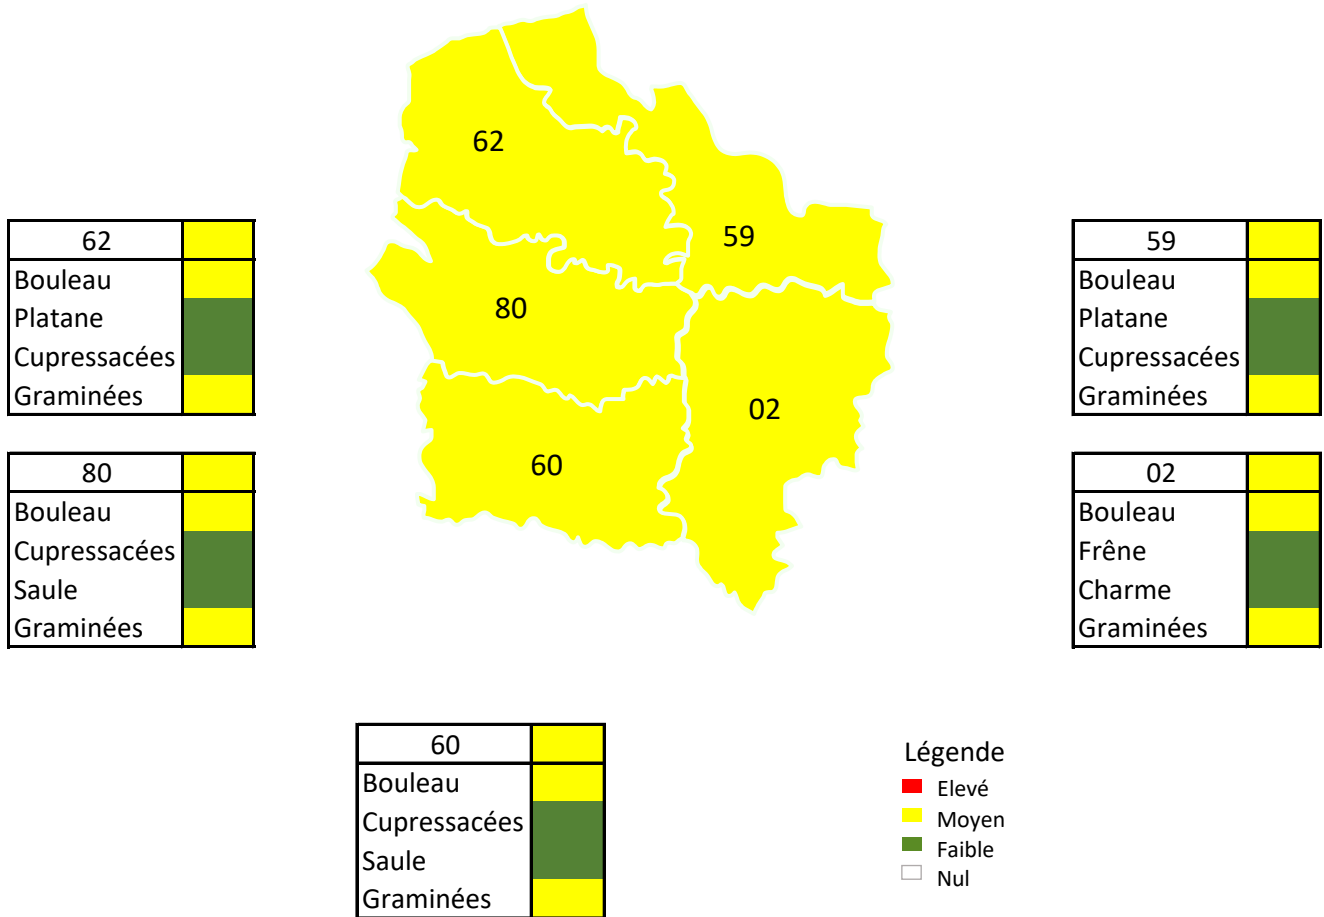 62
59
80
02
60
62
Bouleau
Platane
Cupressacées
Graminées
59
Bouleau
Platane
Cupressacées
Graminées
80
Bouleau
Cupressacées
Saule
Graminées
02
Bouleau
Frêne
Charme
Graminées
60
Bouleau
Cupressacées
Saule
Graminées
Légende
Elevé
Moyen
Faible
Nul